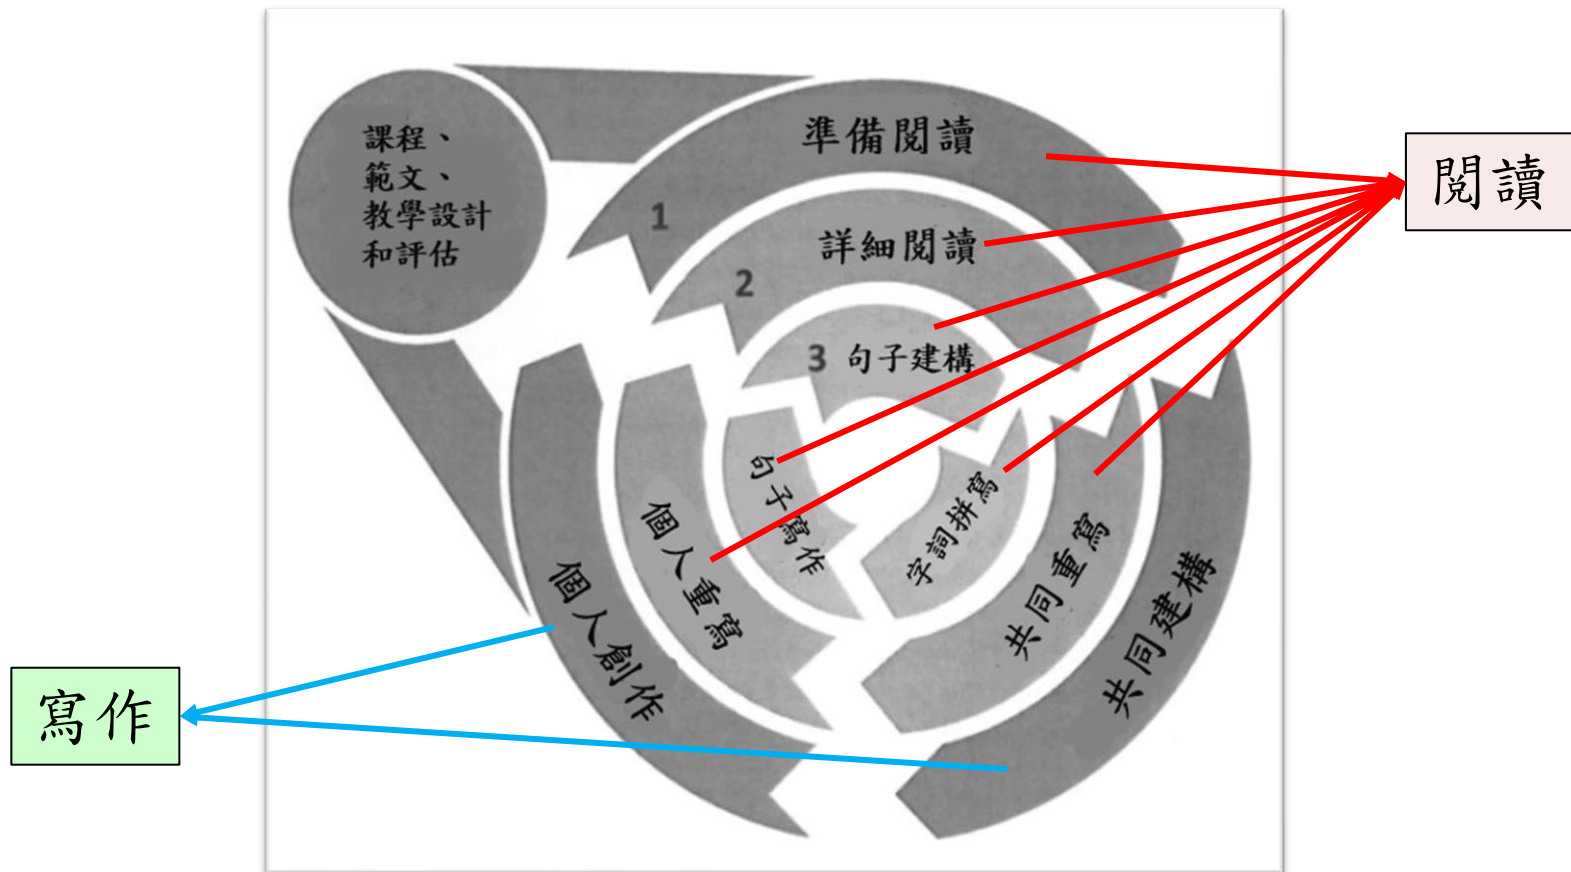 課程、
範文、
教學設計
和評估
準備閱讀
1
詳細閱讀
2
3 句子建構
句子寫作
字詞拼寫
個人重寫
共同重寫
個人創作
共同建構
閱讀
寫作